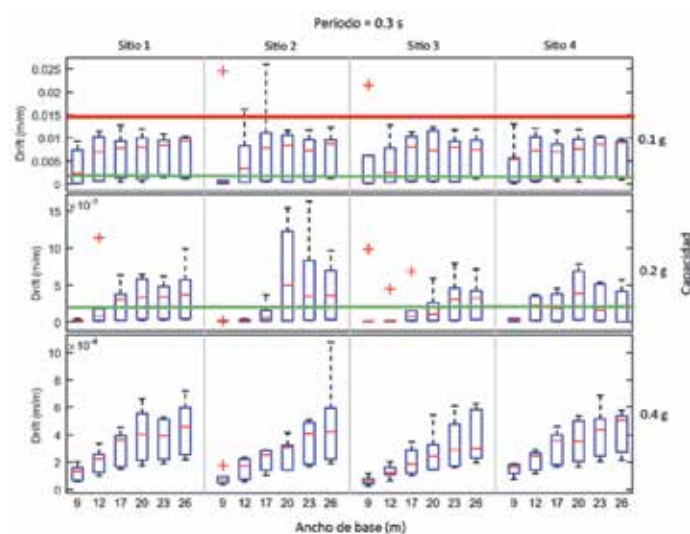 Período = 0.3 s
Sitio 1 Sitio 2 Sitio 3 Sitio 4
Drift (m/m)
0.025
0.02
0.015
0.01
0.005
0
0.1 g
Drift (m/m)
×10⁻³
15
10
5
0
0.2 g
Capacidad
Drift (m/m)
10
8
6
4
2
0
0.4 g
9 12 17 20 23 26 9 12 17 20 23 26 9 12 17 20 23 26 9 12 17 20 23 26
Ancho de base (m)